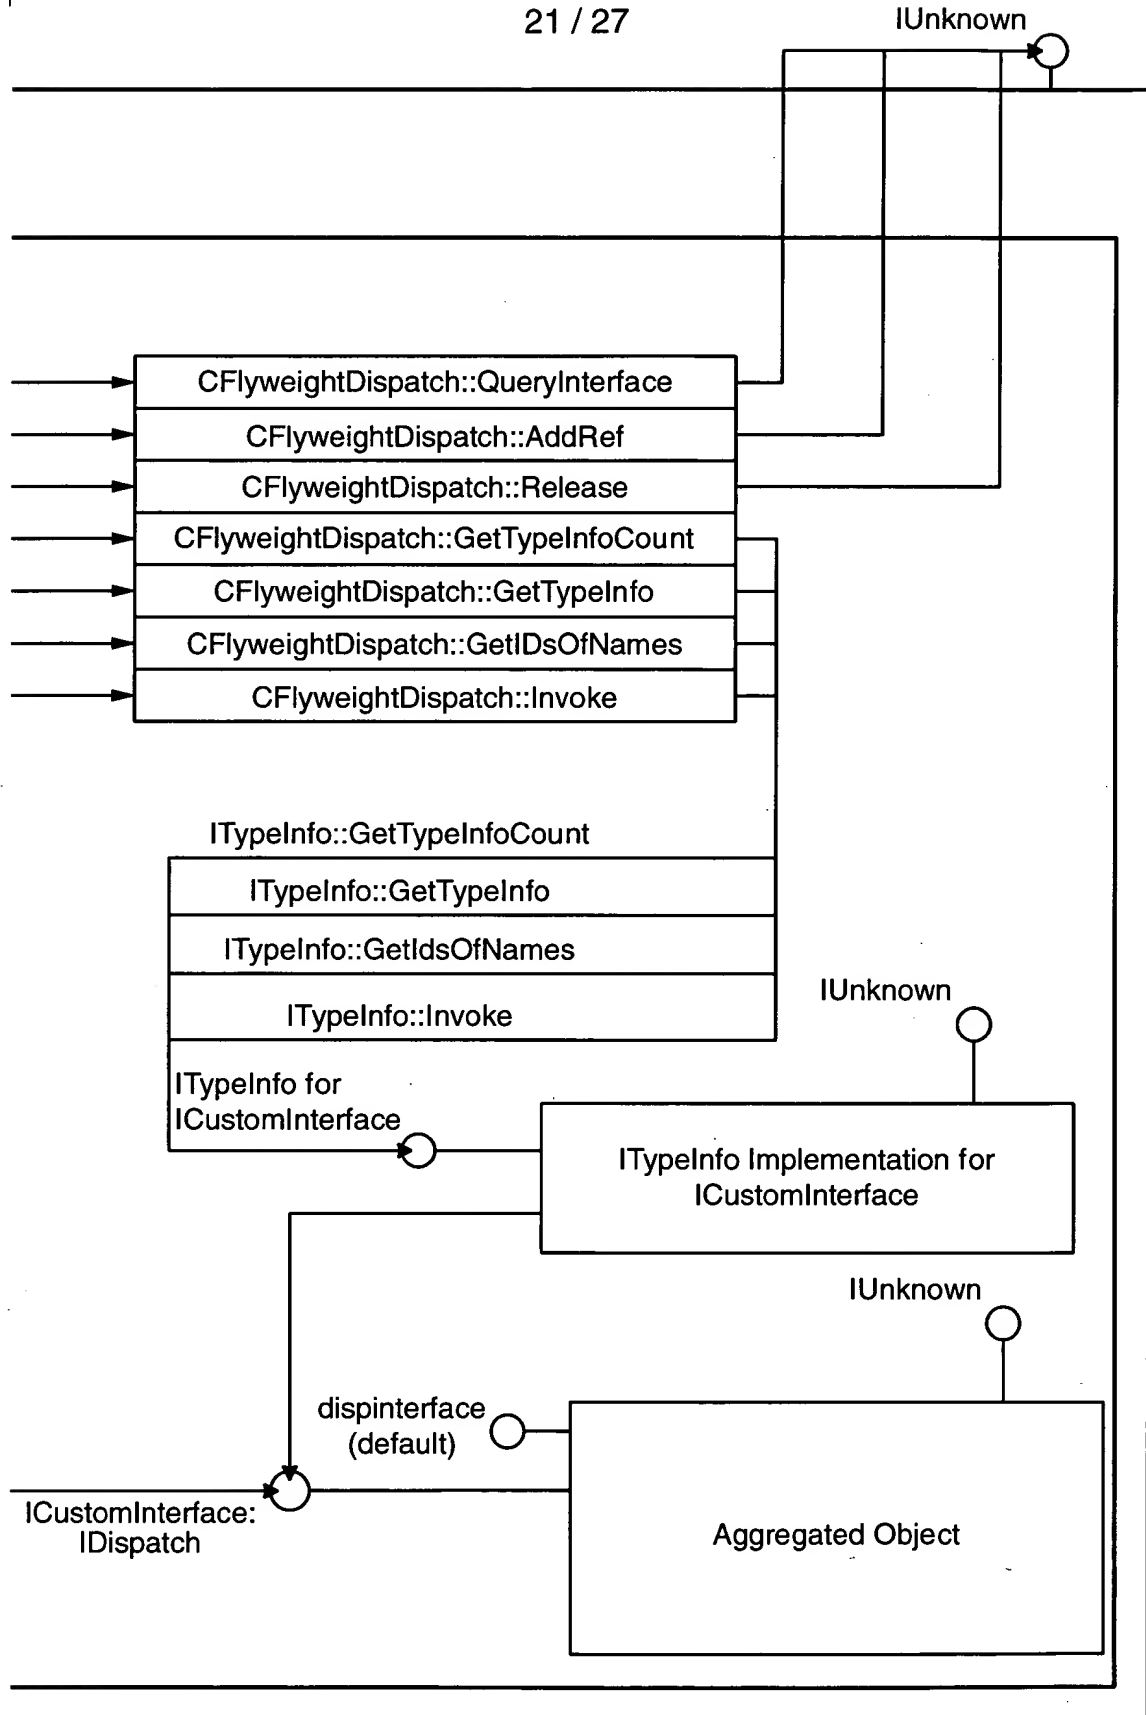 21 / 27
IUnknown
CFlyweightDispatch::QueryInterface
CFlyweightDispatch::AddRef
CFlyweightDispatch::Release
CFlyweightDispatch::GetTypeInfoCount
CFlyweightDispatch::GetTypeInfo
CFlyweightDispatch::GetIDsOfNames
CFlyweightDispatch::Invoke
ITypeInfo::GetTypeInfoCount
ITypeInfo::GetTypeInfo
ITypeInfo::GetIdsOfNames
ITypeInfo::Invoke
IUnknown
ITypeInfo for
ICustomInterface
ITypeInfo Implementation for
ICustomInterface
IUnknown
dispinterface
(default)
ICustomInterface:
IDispatch
Aggregated Object